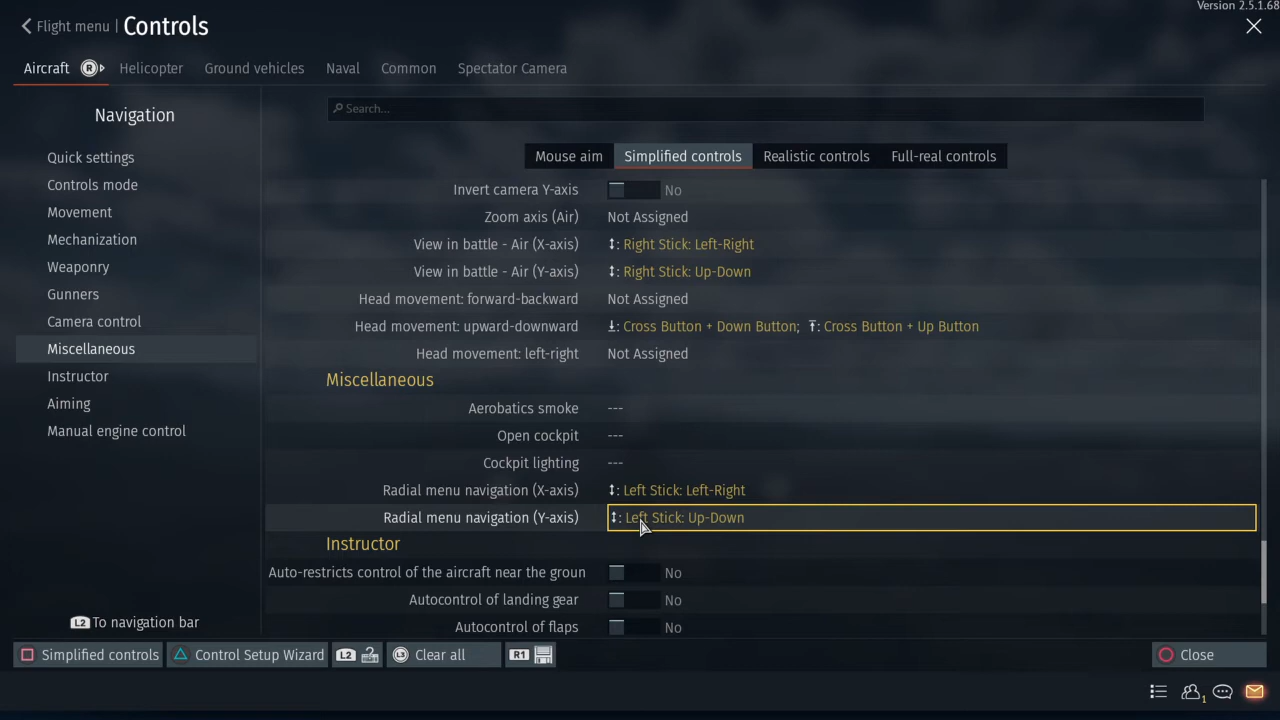 Version 2.5.1.68
Flight menu | Controls
Aircraft R Helicopter Ground vehicles Naval Common Spectator Camera
Navigation
Search...
Quick settings
Controls mode
Movement
Mechanization
Weaponry
Gunners
Camera control
Miscellaneous
Instructor
Aiming
Manual engine control
L2 To navigation bar
Mouse aim Simplified controls Realistic controls Full-real controls
Invert camera Y-axis No
Zoom axis (Air) Not Assigned
View in battle - Air (X-axis) ↕: Right Stick: Left-Right
View in battle - Air (Y-axis) ↕: Right Stick: Up-Down
Head movement: forward-backward Not Assigned
Head movement: upward-downward ↓: Cross Button + Down Button; ↑: Cross Button + Up Button
Head movement: left-right Not Assigned
Miscellaneous
Aerobatics smoke ---
Open cockpit ---
Cockpit lighting ---
Radial menu navigation (X-axis) ↕: Left Stick: Left-Right
Radial menu navigation (Y-axis) ↕: Left Stick: Up-Down
Instructor
Auto-restricts control of the aircraft near the groun No
Autocontrol of landing gear No
Autocontrol of flaps No
Simplified controls Control Setup Wizard L2 L3 Clear all R1 Close
1